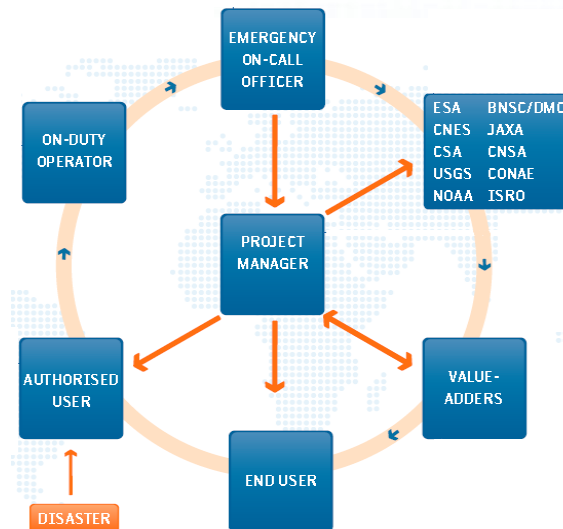 EMERGENCY
ON-CALL
OFFICER
ESA BNSC/DMC
CNES JAXA
CSA CNSA
USGS CONAE
NOAA ISRO
ON-DUTY
OPERATOR
PROJECT
MANAGER
AUTHORISED
USER
VALUE-
ADDERS
END USER
DISASTER